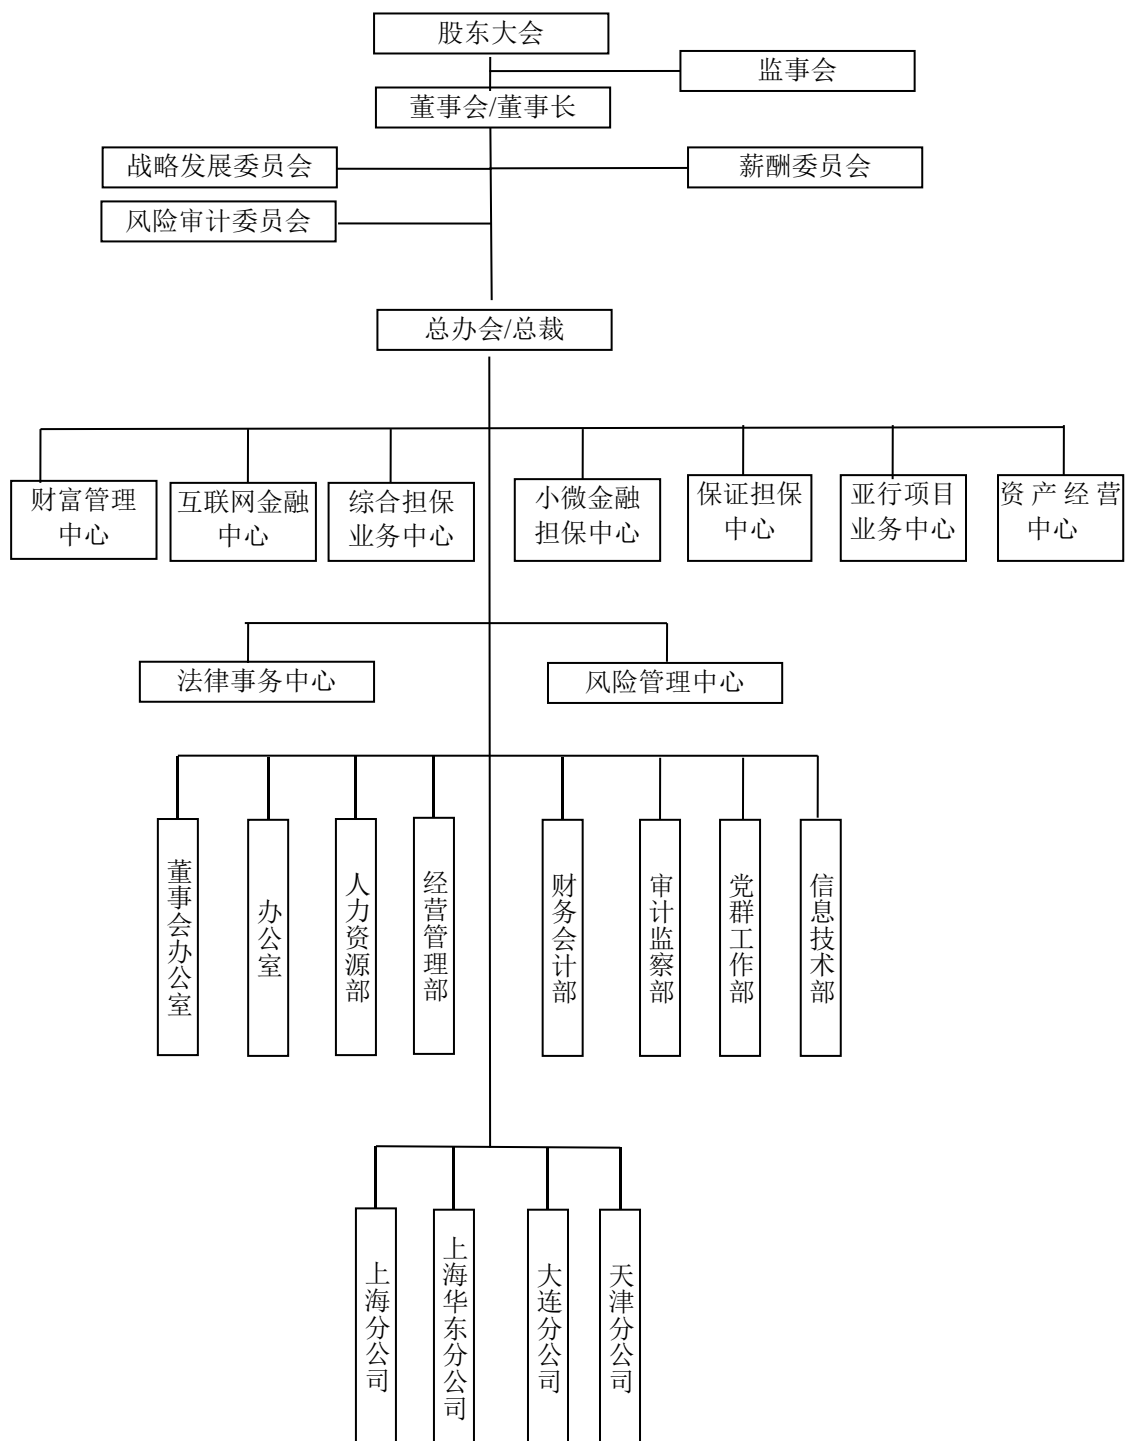 股东大会
监事会
董事会/董事长
战略发展委员会
薪酬委员会
风险审计委员会
总办会/总裁
财富管理
中心
互联网金融
中心
综合担保
业务中心
小微金融
担保中心
保证担保
中心
亚行项目
业务中心
资产经营
中心
法律事务中心
风险管理中心
董事会办公室
办公室
人力资源部
经营管理部
财务会计部
审计监察部
党群工作部
信息技术部
上海分公司
上海华东分公司
大连分公司
天津分公司